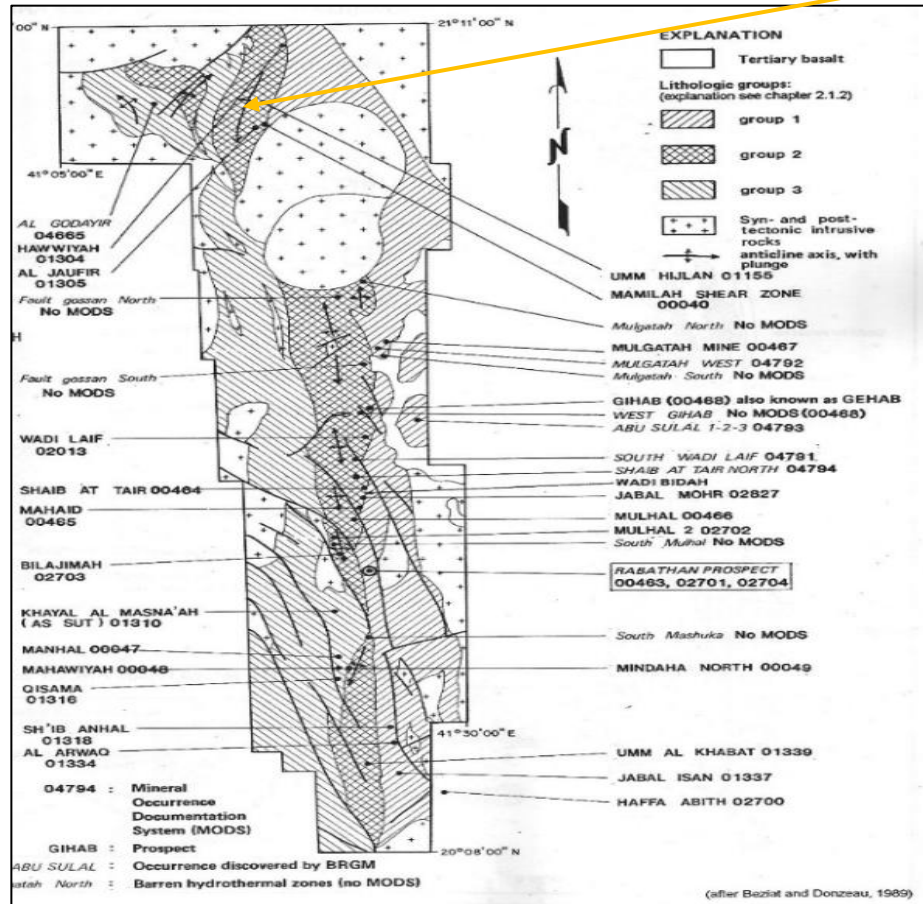 00" N
21°11'00" N
EXPLANATION
Tertiary basalt
Lithologic groups:
(explanation see chapter 2.1.2)
group 1
group 2
group 3
Syn- and post-
tectonic intrusive
rocks
anticline axis, with
plunge
N
41°05'00" E
AL GODAYIR
04665
HAWWIYAH
01304
AL JAUFIR
01305
Fault gossan North
No MODS
H
Fault gossan South
No MODS
WADI LAIF
02013
SHAIB AT TAIR 00464
MAHAID
00465
BILAJIMAH
02703
KHAYAL AL MASNA'AH
(AS SUT) 01310
MANHAL 00047
MAHAWIYAH 00048
QISAMA
01316
SH'IB ANHAL
01318
AL ARWAQ
01334
UMM HIJLAN 01155
MAMILAH SHEAR ZONE
00040
Mulgatah North No MODS
MULGATAH MINE 00467
MULGATAH WEST 04792
Mulgatah South No MODS
GIHAB (00468) also known as GEHAB
WEST GIHAB No MODS (00468)
ABU SULAL 1-2-3 04793
SOUTH WADI LAIF 04791
SHAIB AT TAIR NORTH 04794
WADI BIDAH
JABAL MOHR 02827
MULHAL 00466
MULHAL 2 02702
South Mulhal No MODS
RABATHAN PROSPECT
00463, 02701, 02704
South Mashuka No MODS
MINDAHA NORTH 00049
41°30'00" E
UMM AL KHABAT 01339
JABAL ISAN 01337
HAFFA ABITH 02700
20°08'00" N
04794 : Mineral
Occurrence
Documentation
System (MODS)
GIHAB : Prospect
ABU SULAL : Occurrence discovered by BRGM
atah North : Barren hydrothermal zones (no MODS)
(after Beziat and Donzeau, 1989)